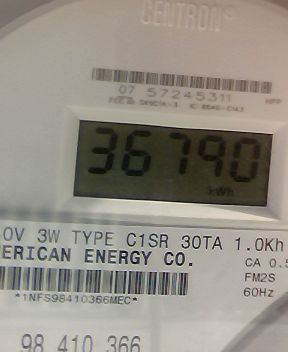 CENTRON®
07 57245311
36790
kWh
0V 3W TYPE C1SR 30TA 1.0Kh
ERICAN ENERGY CO.
CA 0.5
FM2S
*1NFS98410366MEC*
60Hz
98 410 366